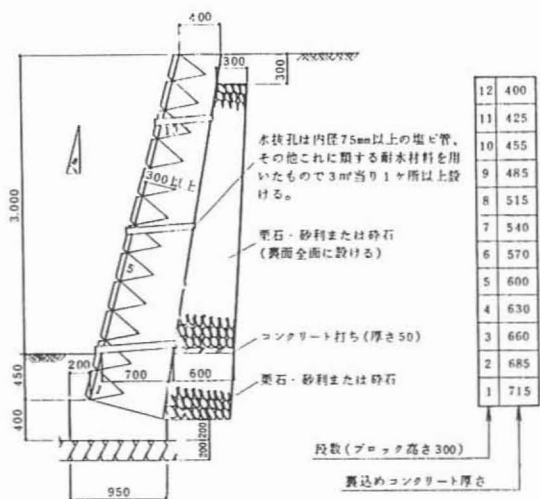 400
300
300
水抜孔は内径75mm以上の塩ビ管、
その他これに類する耐水材料を用
いたもので3㎡当り1ヶ所以上設
ける。
300以上
3.000
栗石・砂利または砕石
(裏面全面に設ける)
5
コンクリート打ち(厚さ50)
200
700
600
450
1
栗石・砂利または砕石
400
200
200
950
12 400
11 425
10 455
9 485
8 515
7 540
6 570
5 600
4 630
3 660
2 685
1 715
段数(ブロック高さ300)
裏込めコンクリート厚さ